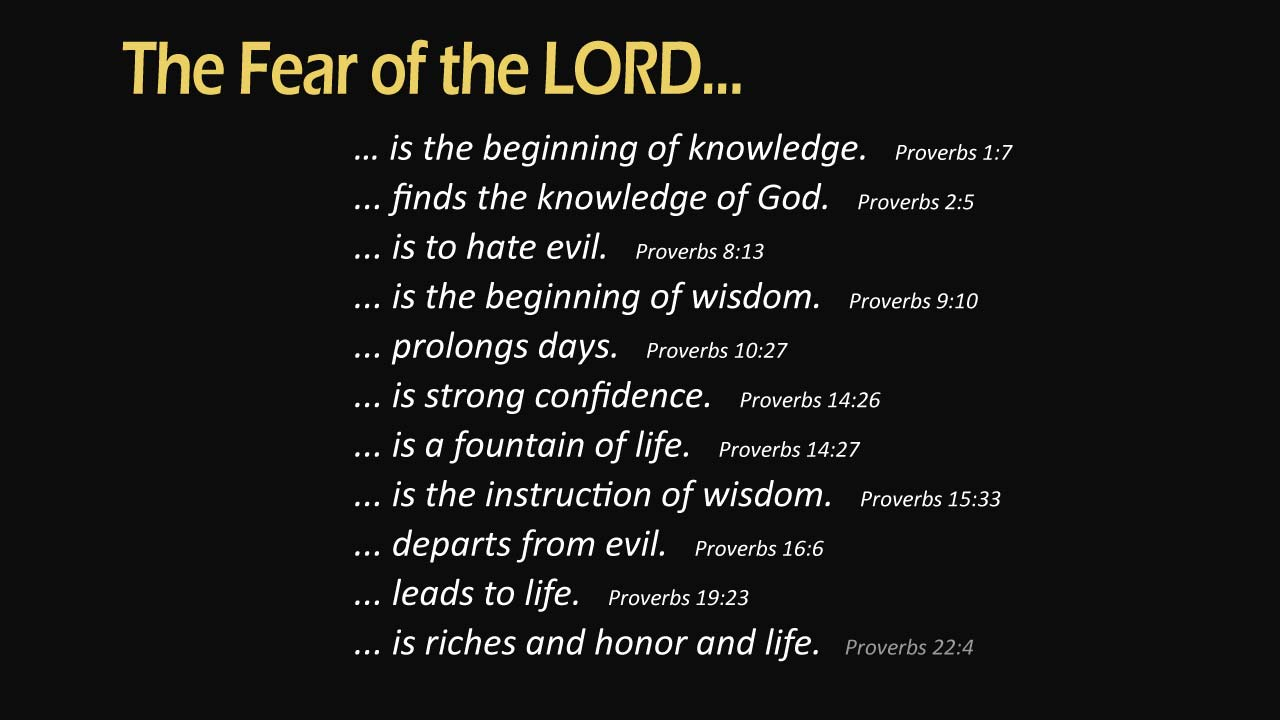 The Fear of the LORD...
... is the beginning of knowledge. Proverbs 1:7
... finds the knowledge of God. Proverbs 2:5
... is to hate evil. Proverbs 8:13
... is the beginning of wisdom. Proverbs 9:10
... prolongs days. Proverbs 10:27
... is strong confidence. Proverbs 14:26
... is a fountain of life. Proverbs 14:27
... is the instruction of wisdom. Proverbs 15:33
... departs from evil. Proverbs 16:6
... leads to life. Proverbs 19:23
... is riches and honor and life. Proverbs 22:4